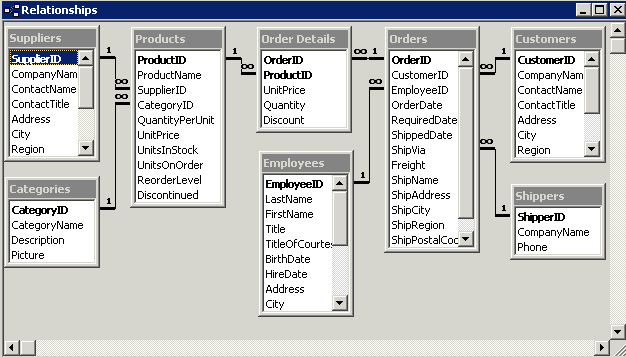 Relationships
Suppliers
SupplierID
CompanyNam
ContactName
ContactTitle
Address
City
Region
Categories
CategoryID
CategoryName
Description
Picture
Products
ProductID
ProductName
SupplierID
CategoryID
QuantityPerUnit
UnitPrice
UnitsInStock
UnitsOnOrder
ReorderLevel
Discontinued
Order Details
OrderID
ProductID
UnitPrice
Quantity
Discount
Employees
EmployeeID
LastName
FirstName
Title
TitleOfCourtes
BirthDate
HireDate
Address
City
Orders
OrderID
CustomerID
EmployeeID
OrderDate
RequiredDate
ShippedDate
ShipVia
Freight
ShipName
ShipAddress
ShipCity
ShipRegion
ShipPostalCod
Customers
CustomerID
CompanyNam
ContactName
ContactTitle
Address
City
Region
Shippers
ShipperID
CompanyName
Phone
1
∞
∞
1
1
∞
∞
1
∞
1
∞
1
∞
1